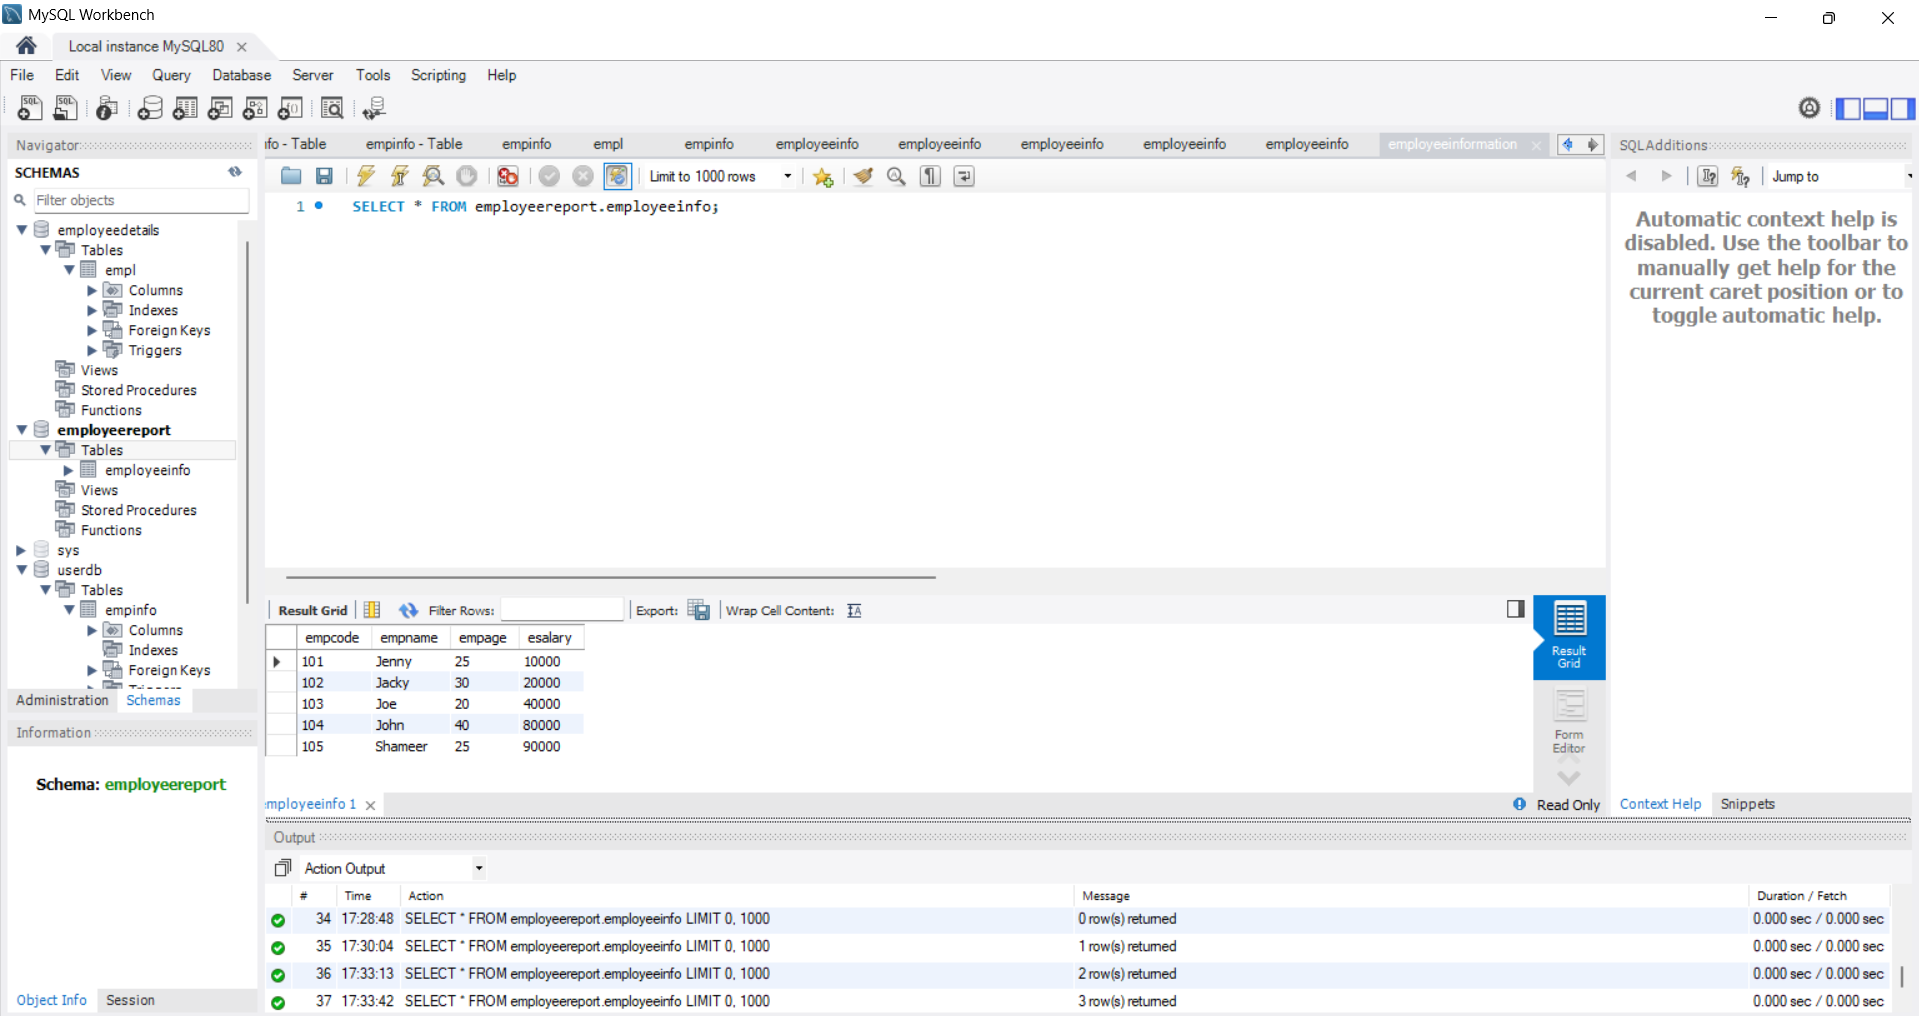 MySQL Workbench
Local instance MySQL80
File Edit View Query Database Server Tools Scripting Help
Navigator
SCHEMAS
Filter objects
employeedetails
Tables
empl
Columns
Indexes
Foreign Keys
Triggers
Views
Stored Procedures
Functions
employeereport
Tables
employeeinfo
Views
Stored Procedures
Functions
sys
userdb
Tables
empinfo
Columns
Indexes
Foreign Keys
Administration Schemas
Information
Schema: employeereport
Object Info Session
fo - Table empinfo - Table empinfo empl empinfo employeeinfo employeeinfo employeeinfo employeeinfo employeeinfo employeeinformation
Limit to 1000 rows
1 SELECT * FROM employeereport.employeeinfo;
Result Grid Filter Rows: Export: Wrap Cell Content:
empcode empname empage esalary
101 Jenny 25 10000
102 Jacky 30 20000
103 Joe 20 40000
104 John 40 80000
105 Shameer 25 90000
Result
Grid
Form
Editor
mployeeinfo 1
Read Only
Output
Action Output
# Time Action Message Duration / Fetch
34 17:28:48 SELECT * FROM employeereport.employeeinfo LIMIT 0, 1000 0 row(s) returned 0.000 sec / 0.000 sec
35 17:30:04 SELECT * FROM employeereport.employeeinfo LIMIT 0, 1000 1 row(s) returned 0.000 sec / 0.000 sec
36 17:33:13 SELECT * FROM employeereport.employeeinfo LIMIT 0, 1000 2 row(s) returned 0.000 sec / 0.000 sec
37 17:33:42 SELECT * FROM employeereport.employeeinfo LIMIT 0, 1000 3 row(s) returned 0.000 sec / 0.000 sec
SQLAdditions
Jump to
Automatic context help is
disabled. Use the toolbar to
manually get help for the
current caret position or to
toggle automatic help.
Context Help Snippets